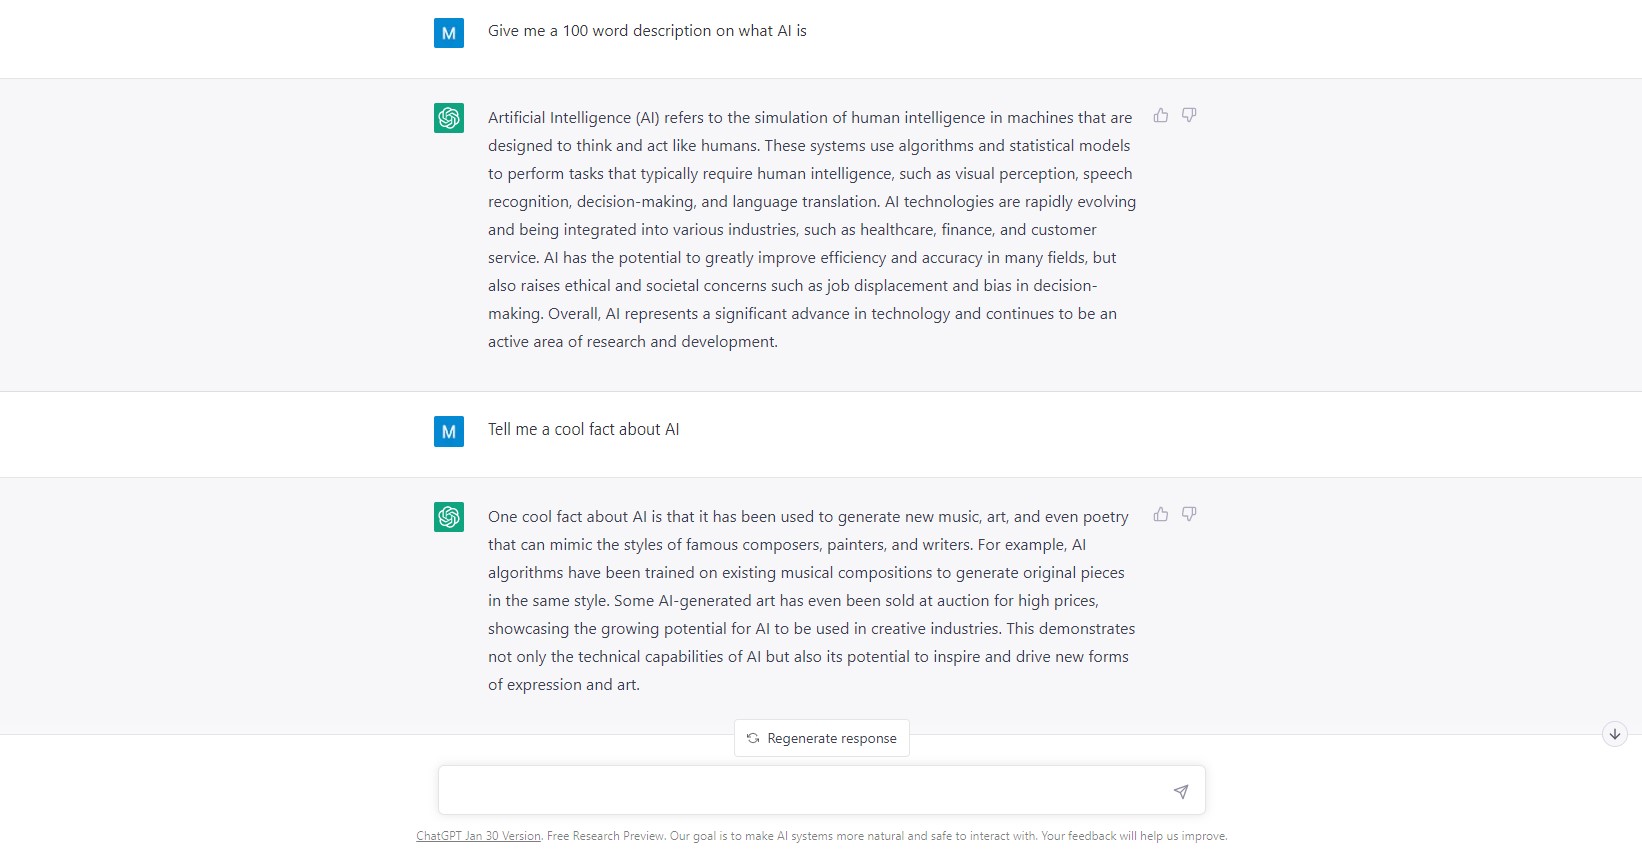 M
Give me a 100 word description on what AI is
Artificial Intelligence (AI) refers to the simulation of human intelligence in machines that are
designed to think and act like humans. These systems use algorithms and statistical models
to perform tasks that typically require human intelligence, such as visual perception, speech
recognition, decision-making, and language translation. AI technologies are rapidly evolving
and being integrated into various industries, such as healthcare, finance, and customer
service. AI has the potential to greatly improve efficiency and accuracy in many fields, but
also raises ethical and societal concerns such as job displacement and bias in decision-
making. Overall, AI represents a significant advance in technology and continues to be an
active area of research and development.
M
Tell me a cool fact about AI
One cool fact about AI is that it has been used to generate new music, art, and even poetry
that can mimic the styles of famous composers, painters, and writers. For example, AI
algorithms have been trained on existing musical compositions to generate original pieces
in the same style. Some AI-generated art has even been sold at auction for high prices,
showcasing the growing potential for AI to be used in creative industries. This demonstrates
not only the technical capabilities of AI but also its potential to inspire and drive new forms
of expression and art.
Regenerate response
ChatGPT Jan 30 Version. Free Research Preview. Our goal is to make AI systems more natural and safe to interact with. Your feedback will help us improve.